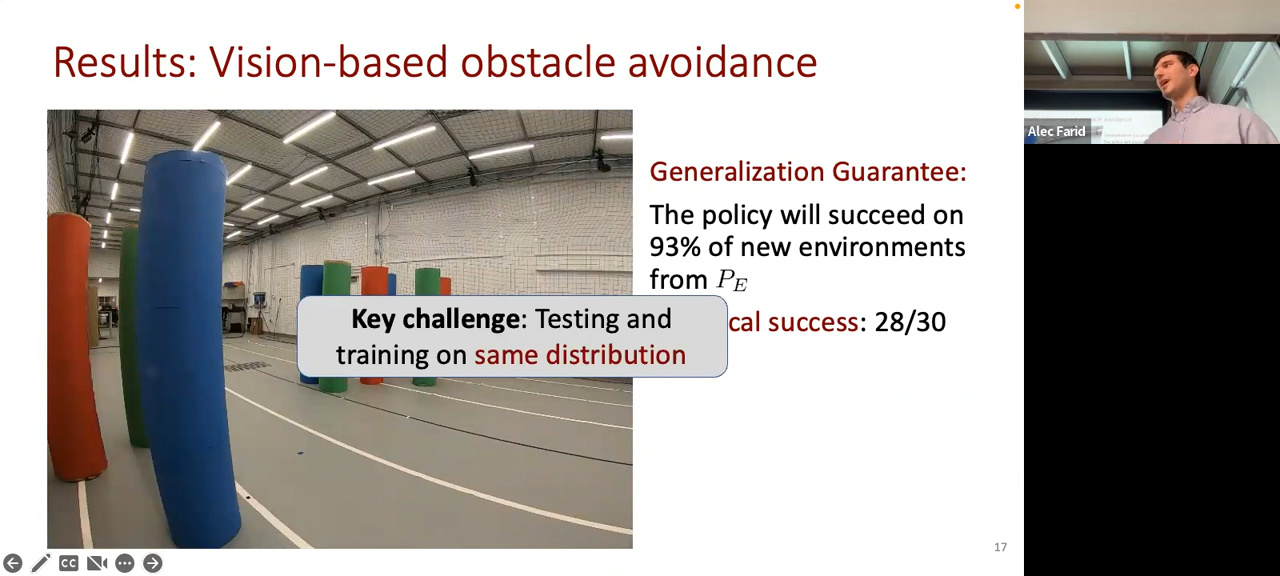 Results: Vision-based obstacle avoidance
Generalization Guarantee:
The policy will succeed on
93% of new environments
from P_E
cal success: 28/30
Key challenge: Testing and
training on same distribution
Alec Farid
17
CC